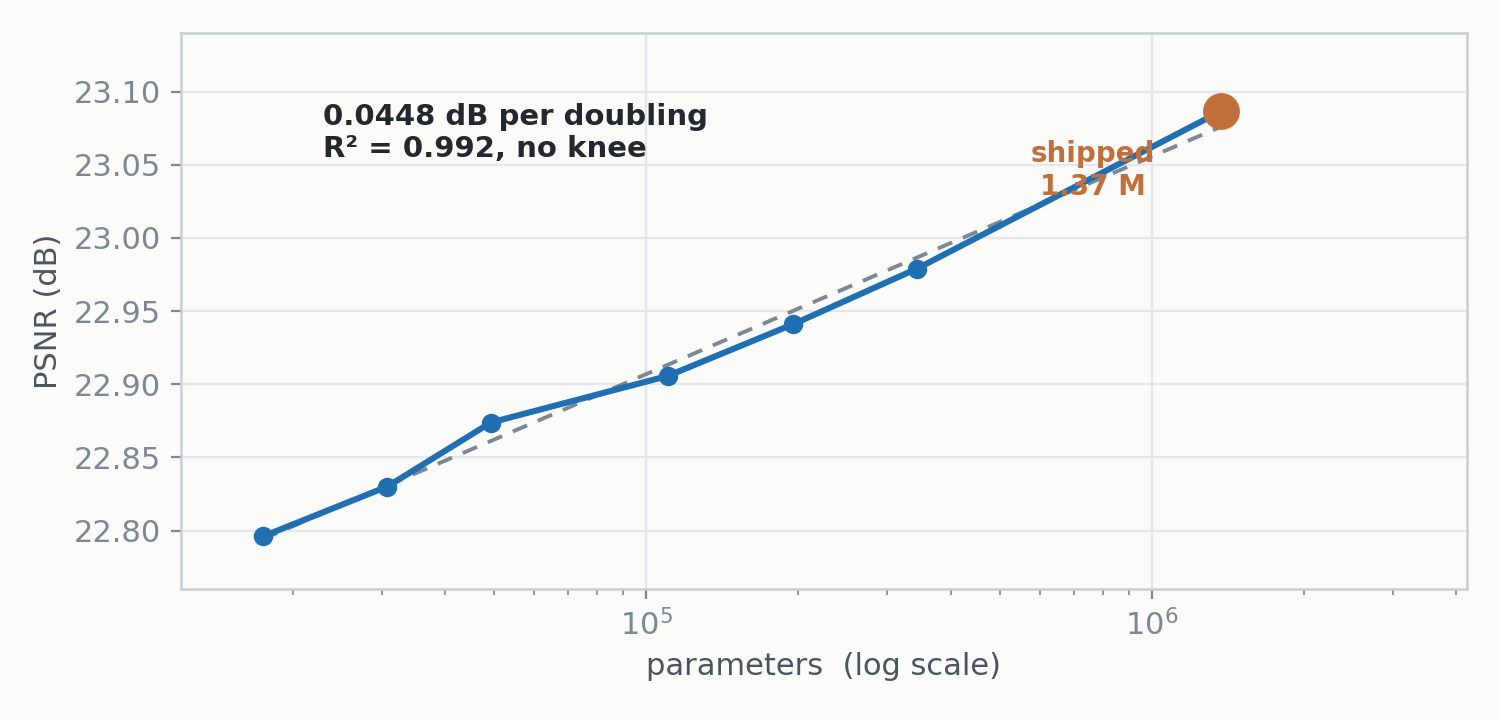 23.10
0.0448 dB per doubling
R² = 0.992, no knee
shipped
1.37 M
23.05
23.00
22.95
22.90
22.85
22.80
PSNR (dB)
10⁵
10⁶
parameters (log scale)